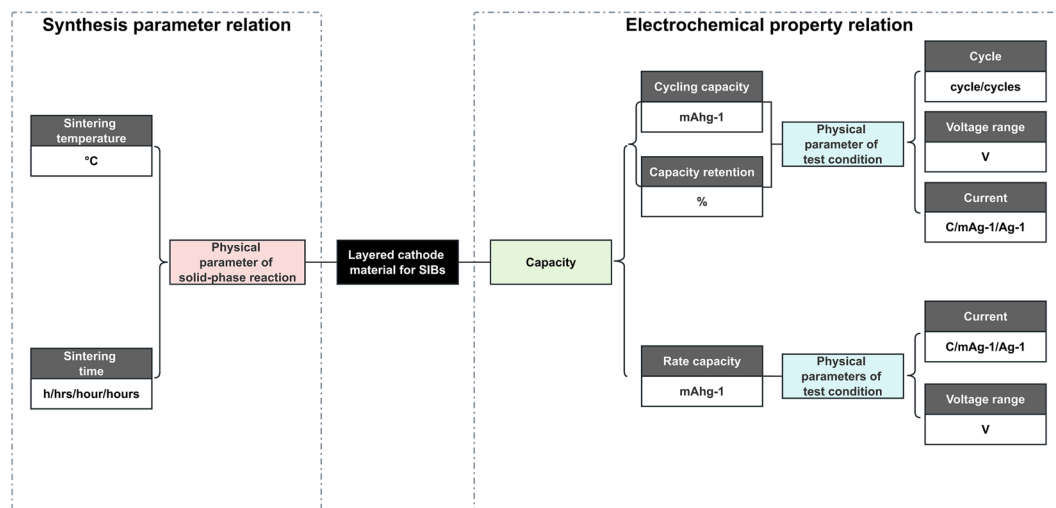 Synthesis parameter relation
Electrochemical property relation
Sintering
temperature
°C
Sintering
time
h/hrs/hour/hours
Physical
parameter of
solid-phase reaction
Layered cathode
material for SIBs
Capacity
Cycling capacity
mAhg-1
Capacity retention
%
Physical
parameter of
test condition
Cycle
cycle/cycles
Voltage range
V
Current
C/mAg-1/Ag-1
Rate capacity
mAhg-1
Physical
parameters of
test condition
Current
C/mAg-1/Ag-1
Voltage range
V